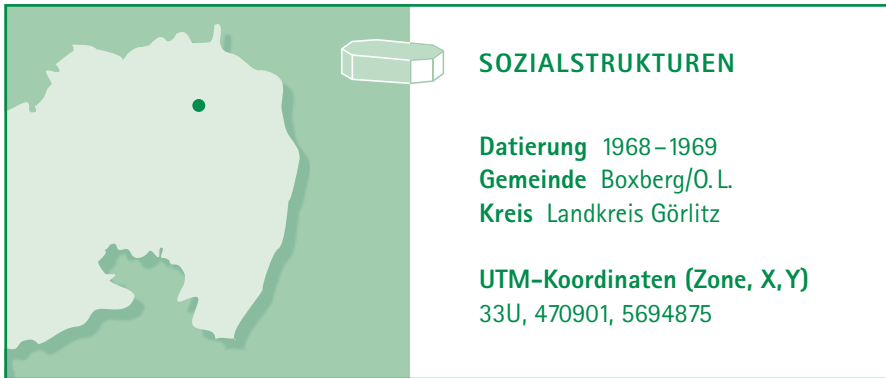 SOZIALSTRUKTUREN
Datierung 1968–1969
Gemeinde Boxberg/O. L.
Kreis Landkreis Görlitz
UTM-Koordinaten (Zone, X, Y)
33U, 470901, 5694875